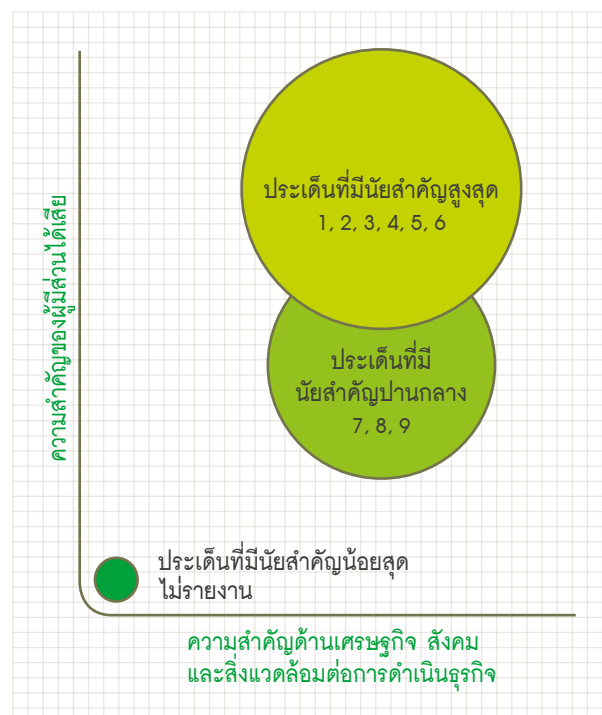 ประเด็นที่มีนัยสำคัญสูงสุด
1, 2, 3, 4, 5, 6
ความสำคัญของผู้มีส่วนได้เสีย
ประเด็นที่มี
นัยสำคัญปานกลาง
7, 8, 9
ประเด็นที่มีนัยสำคัญน้อยสุด
ไม่รายงาน
ความสำคัญด้านเศรษฐกิจ สังคม
และสิ่งแวดล้อมต่อการดำเนินธุรกิจ